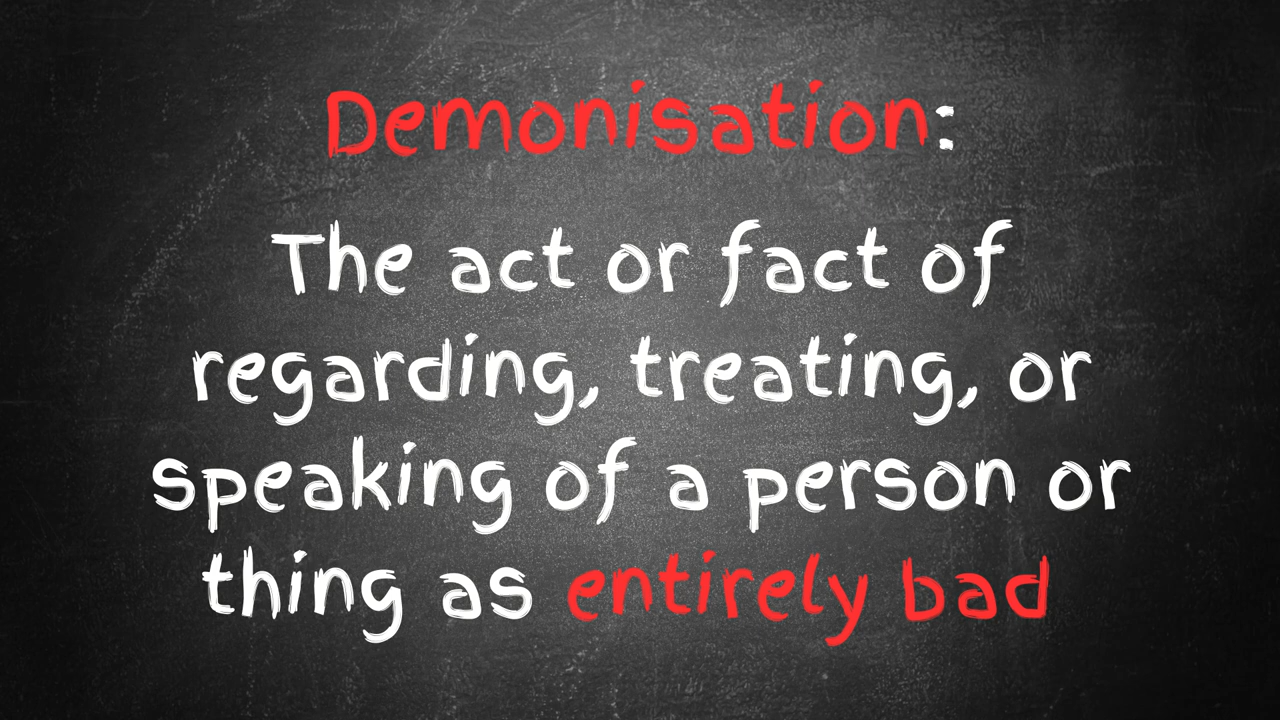 Demonisation:
The act or fact of
regarding, treating, or
speaking of a person or
thing as entirely bad